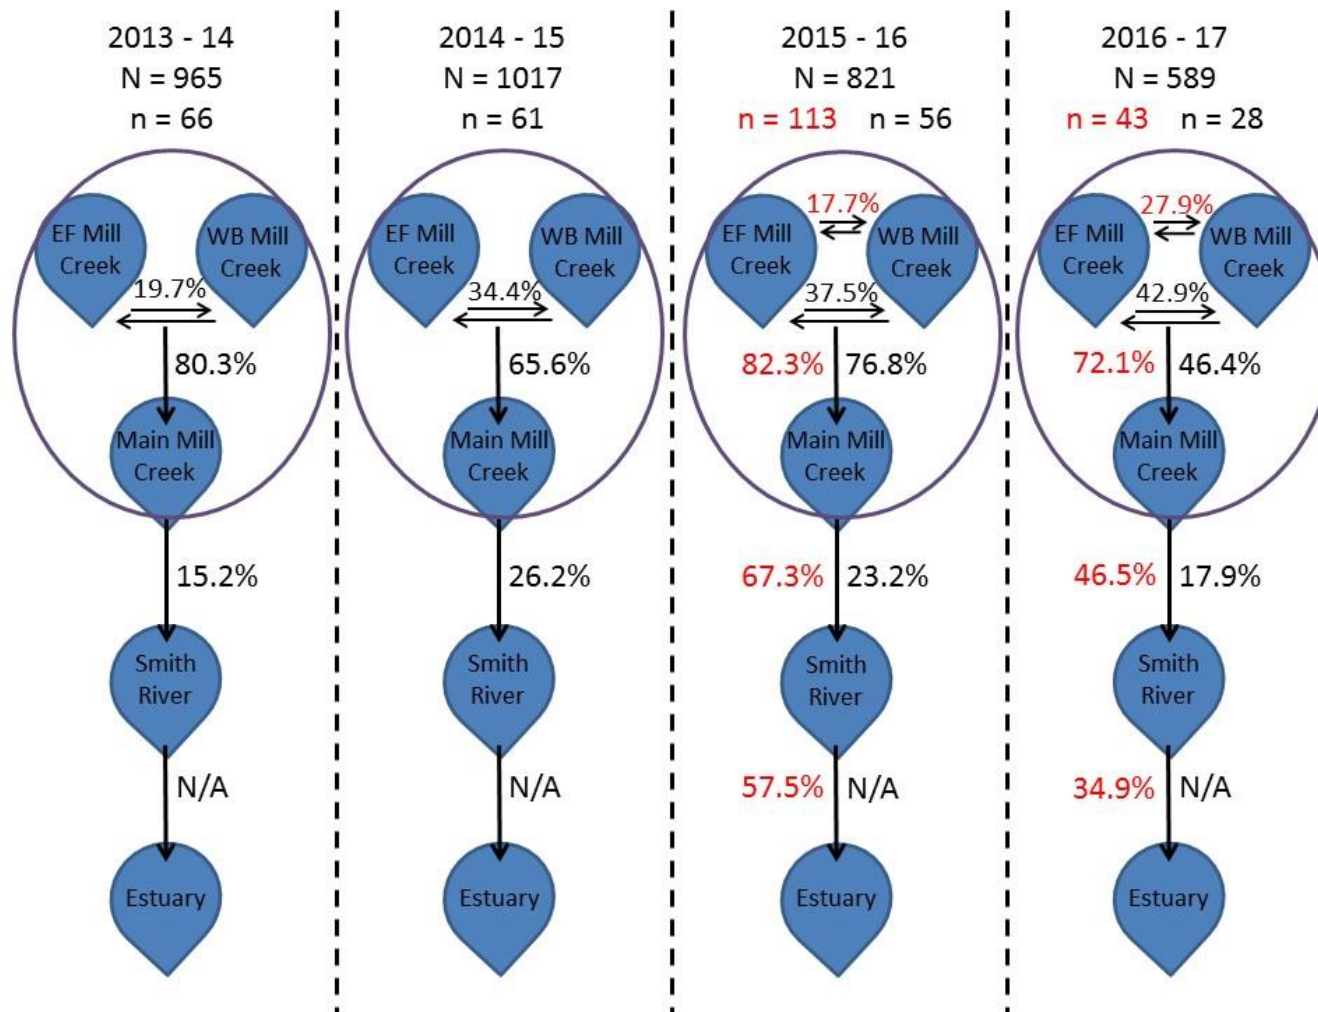 2013 - 14
N = 965
n = 66
EF Mill
Creek
WB Mill
Creek
19.7%
80.3%
Main Mill
Creek
15.2%
Smith
River
N/A
Estuary
2014 - 15
N = 1017
n = 61
EF Mill
Creek
WB Mill
Creek
34.4%
65.6%
Main Mill
Creek
26.2%
Smith
River
N/A
Estuary
2015 - 16
N = 821
n = 113 n = 56
17.7%
EF Mill
Creek
WB Mill
Creek
37.5%
82.3% 76.8%
Main Mill
Creek
67.3% 23.2%
Smith
River
57.5% N/A
Estuary
2016 - 17
N = 589
n = 43 n = 28
27.9%
EF Mill
Creek
WB Mill
Creek
42.9%
72.1% 46.4%
Main Mill
Creek
46.5% 17.9%
Smith
River
34.9% N/A
Estuary